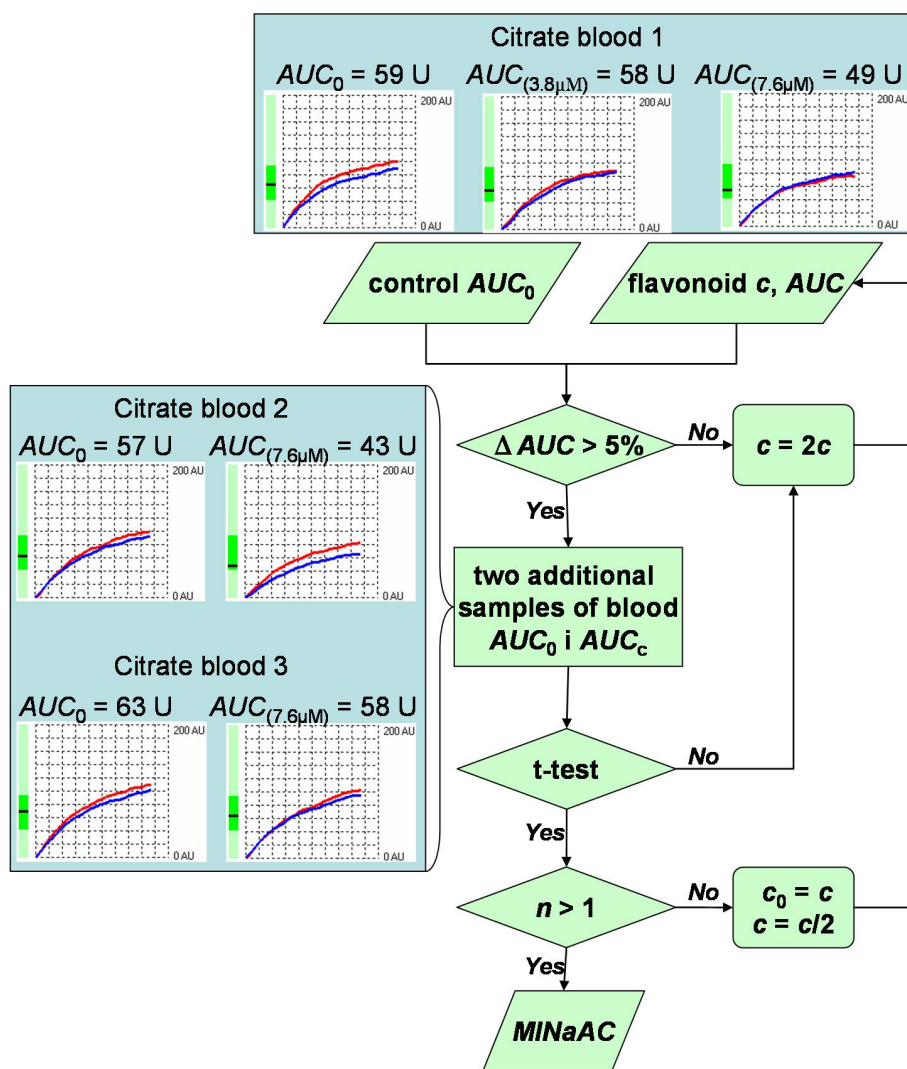 Citrate blood 1
AUC0 = 59 U AUC(3.8µM) = 58 U AUC(7.6µM) = 49 U
200 AU 200 AU 200 AU
0 AU 0 AU 0 AU
control AUC0 flavonoid c, AUC
Citrate blood 2
AUC0 = 57 U AUC(7.6µM) = 43 U
200 AU 200 AU
0 AU 0 AU
Citrate blood 3
AUC0 = 63 U AUC(7.6µM) = 58 U
200 AU 200 AU
0 AU 0 AU
Δ AUC > 5% No c = 2c
Yes
two additional
samples of blood
AUC0 i AUCc
t-test No
Yes
n > 1 No c0 = c
c = c/2
Yes
MINaAC